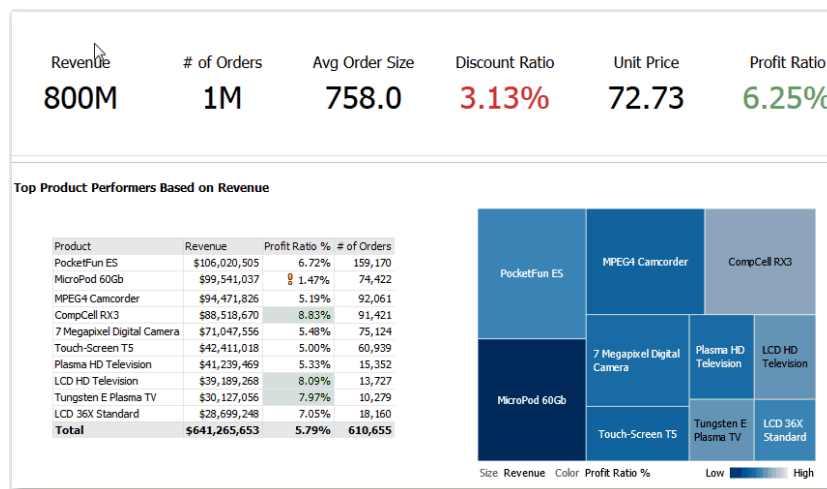 Revenue # of Orders Avg Order Size Discount Ratio Unit Price Profit Ratio
800M 1M 758.0 3.13% 72.73 6.25%
Top Product Performers Based on Revenue
Product Revenue Profit Ratio % # of Orders
PocketFun ES $106,020,505 6.72% 159,170
MicroPod 60Gb $99,541,037 1.47% 74,422
MPEG4 Camcorder $94,471,826 5.19% 92,061
CompCell RX3 $88,518,670 8.83% 91,421
7 Megapixel Digital Camera $71,047,556 5.48% 75,124
Touch-Screen T5 $42,411,018 5.00% 60,939
Plasma HD Television $41,239,469 5.33% 15,352
LCD HD Television $39,189,268 8.09% 13,727
Tungsten E Plasma TV $30,127,056 7.97% 10,279
LCD 36X Standard $28,699,248 7.05% 18,160
Total $641,265,653 5.79% 610,655
PocketFun ES
MicroPod 60Gb
MPEG4 Camcorder
CompCell RX3
7 Megapixel Digital
Camera
Plasma HD
Television
LCD HD
Television
Touch-Screen T5
Tungsten E
Plasma TV
LCD 36X
Standard
Size Revenue Color Profit Ratio % Low High